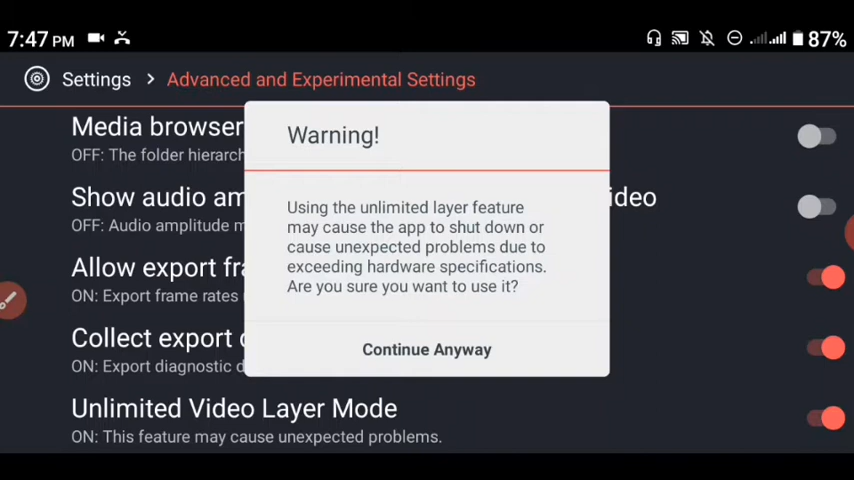 7:47 PM
87%
Settings > Advanced and Experimental Settings
Media browser
OFF: The folder hierarch
Show audio am
ideo
OFF: Audio amplitude m
Allow export fra
ON: Export frame rates
Collect export
ON: Export diagnostic d
Unlimited Video Layer Mode
ON: This feature may cause unexpected problems.
Warning!
Using the unlimited layer feature
may cause the app to shut down or
cause unexpected problems due to
exceeding hardware specifications.
Are you sure you want to use it?
Continue Anyway